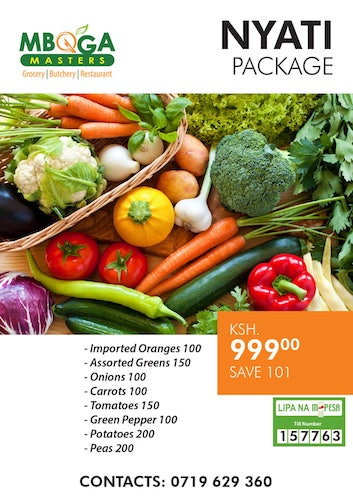 MBOGA
MASTERS
Grocery | Butchery | Restaurant
NYATI
PACKAGE
KSH.
999.00
SAVE 101
- Imported Oranges 100
- Assorted Greens 150
- Onions 100
- Carrots 100
- Tomatoes 150
- Green Pepper 100
- Potatoes 200
- Peas 200
LIPA NA M-PESA
Till Number
157763
CONTACTS: 0719 629 360